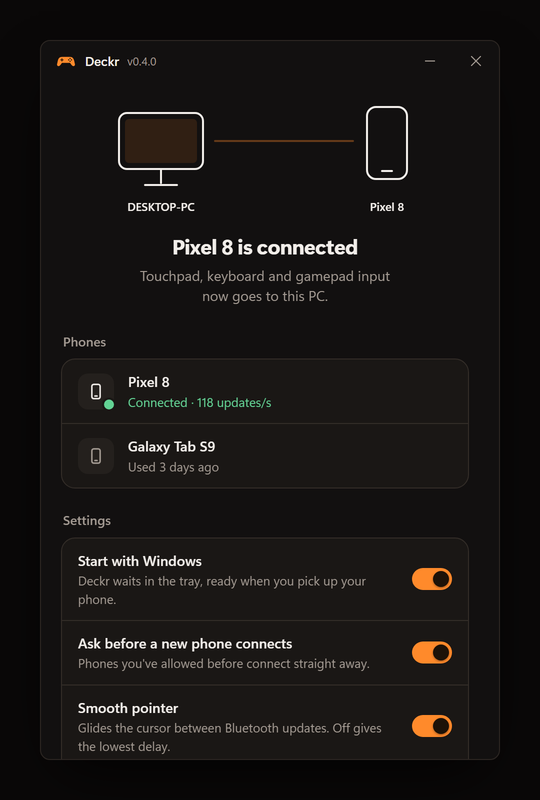 Deckr v0.4.0
DESKTOP-PC
Pixel 8
Pixel 8 is connected
Touchpad, keyboard and gamepad input
now goes to this PC.
Phones
Pixel 8
Connected · 118 updates/s
Galaxy Tab S9
Used 3 days ago
Settings
Start with Windows
Deckr waits in the tray, ready when you pick up your
phone.
Ask before a new phone connects
Phones you've allowed before connect straight away.
Smooth pointer
Glides the cursor between Bluetooth updates. Off gives
the lowest delay.